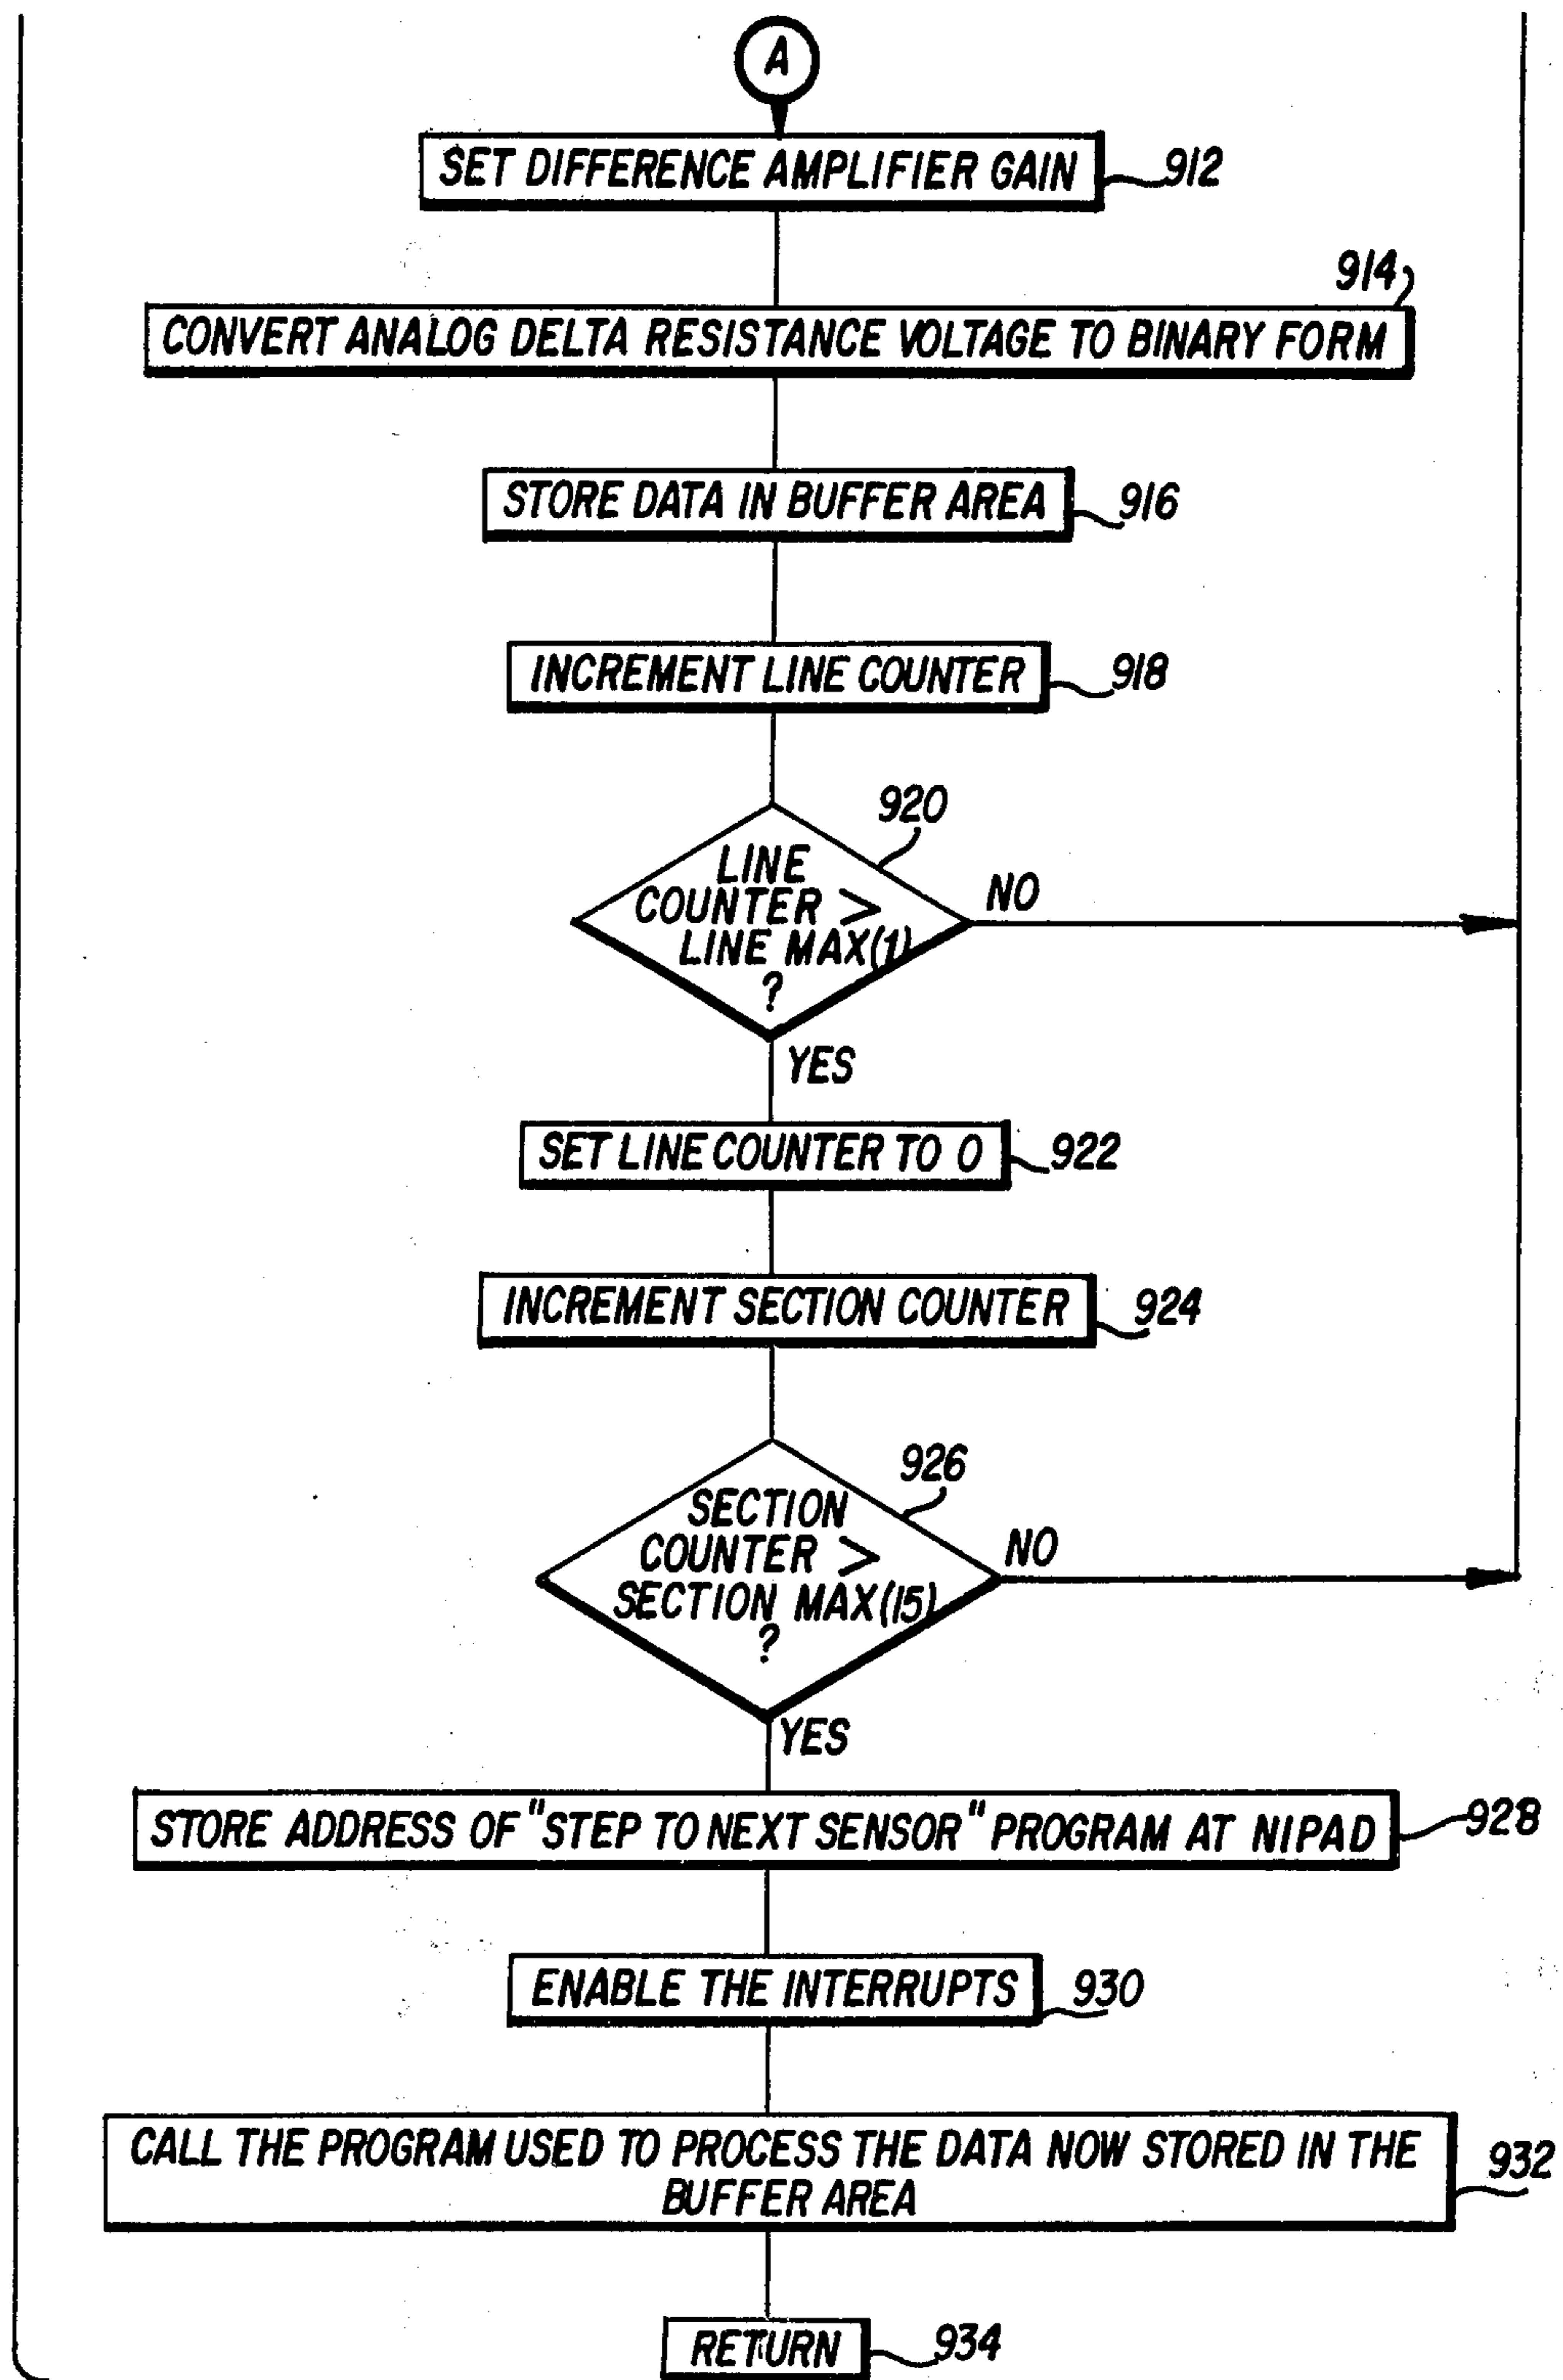 A
SET DIFFERENCE AMPLIFIER GAIN
912
914
CONVERT ANALOG DELTA RESISTANCE VOLTAGE TO BINARY FORM
STORE DATA IN BUFFER AREA
916
INCREMENT LINE COUNTER
918
920
LINE
COUNTER >
LINE MAX(1)
?
NO
YES
SET LINE COUNTER TO 0
922
INCREMENT SECTION COUNTER
924
926
SECTION
COUNTER >
SECTION MAX(15)
?
NO
YES
STORE ADDRESS OF "STEP TO NEXT SENSOR" PROGRAM AT NIPAD
928
ENABLE THE INTERRUPTS
930
CALL THE PROGRAM USED TO PROCESS THE DATA NOW STORED IN THE
BUFFER AREA
932
RETURN
934